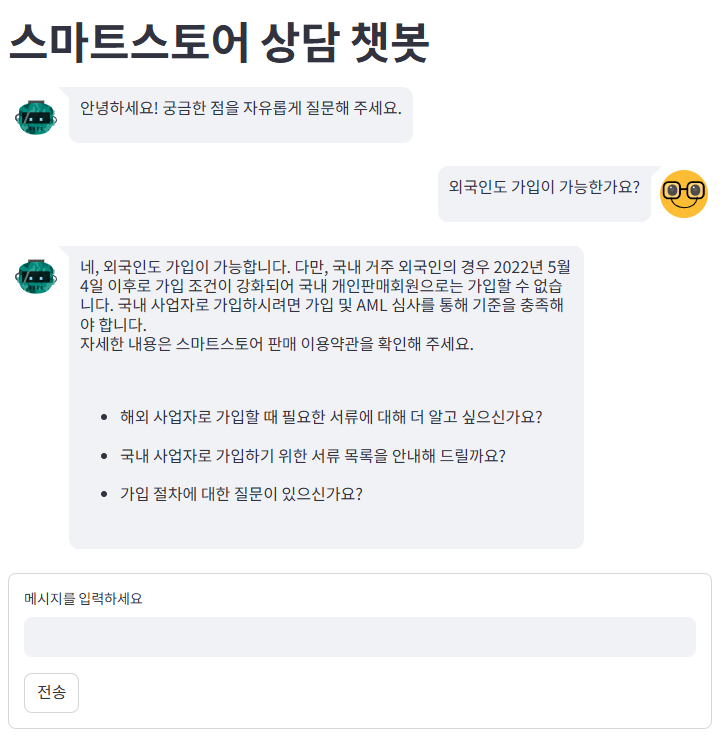 스마트스토어 상담 챗봇
안녕하세요! 궁금한 점을 자유롭게 질문해 주세요.
외국인도 가입이 가능한가요?
네, 외국인도 가입이 가능합니다. 다만, 국내 거주 외국인의 경우 2022년 5월
4일 이후로 가입 조건이 강화되어 국내 개인판매회원으로는 가입할 수 없습
니다. 국내 사업자로 가입하시려면 가입 및 AML 심사를 통해 기준을 충족해
야 합니다.
자세한 내용은 스마트스토어 판매 이용약관을 확인해 주세요.
• 해외 사업자로 가입할 때 필요한 서류에 대해 더 알고 싶으신가요?
• 국내 사업자로 가입하기 위한 서류 목록을 안내해 드릴까요?
• 가입 절차에 대한 질문이 있으신가요?
메시지를 입력하세요
전송